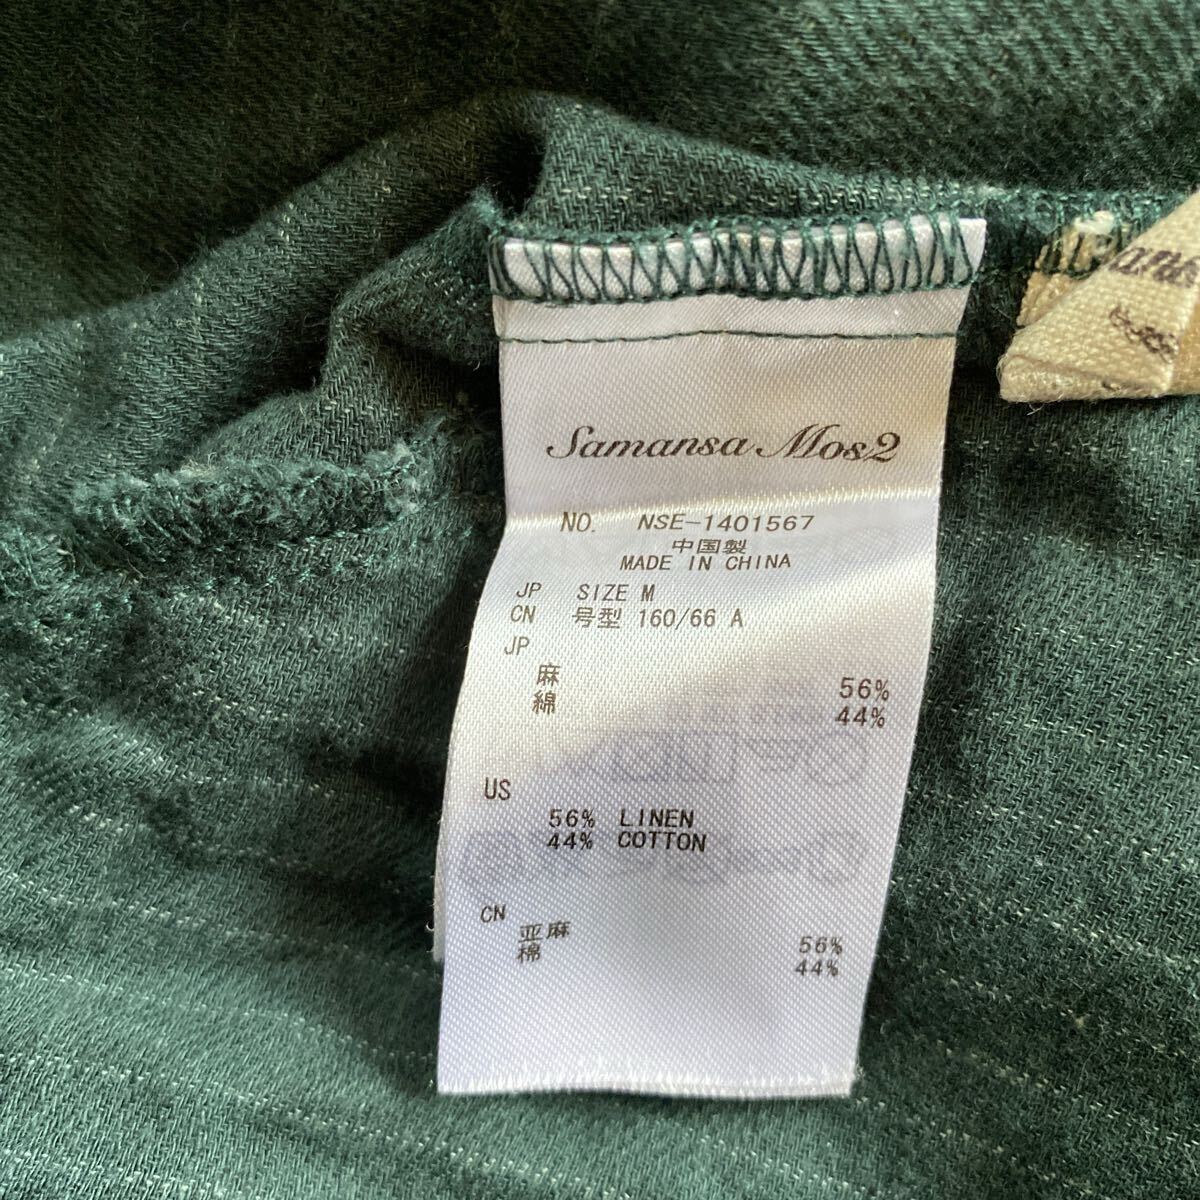 Samansa Mos2
NO. NSE-1401567
中国製
MADE IN CHINA
JP SIZE M
CN 号型 160/66 A
JP
麻 56%
綿 44%
US
56% LINEN
44% COTTON
CN
亚麻 56%
棉 44%